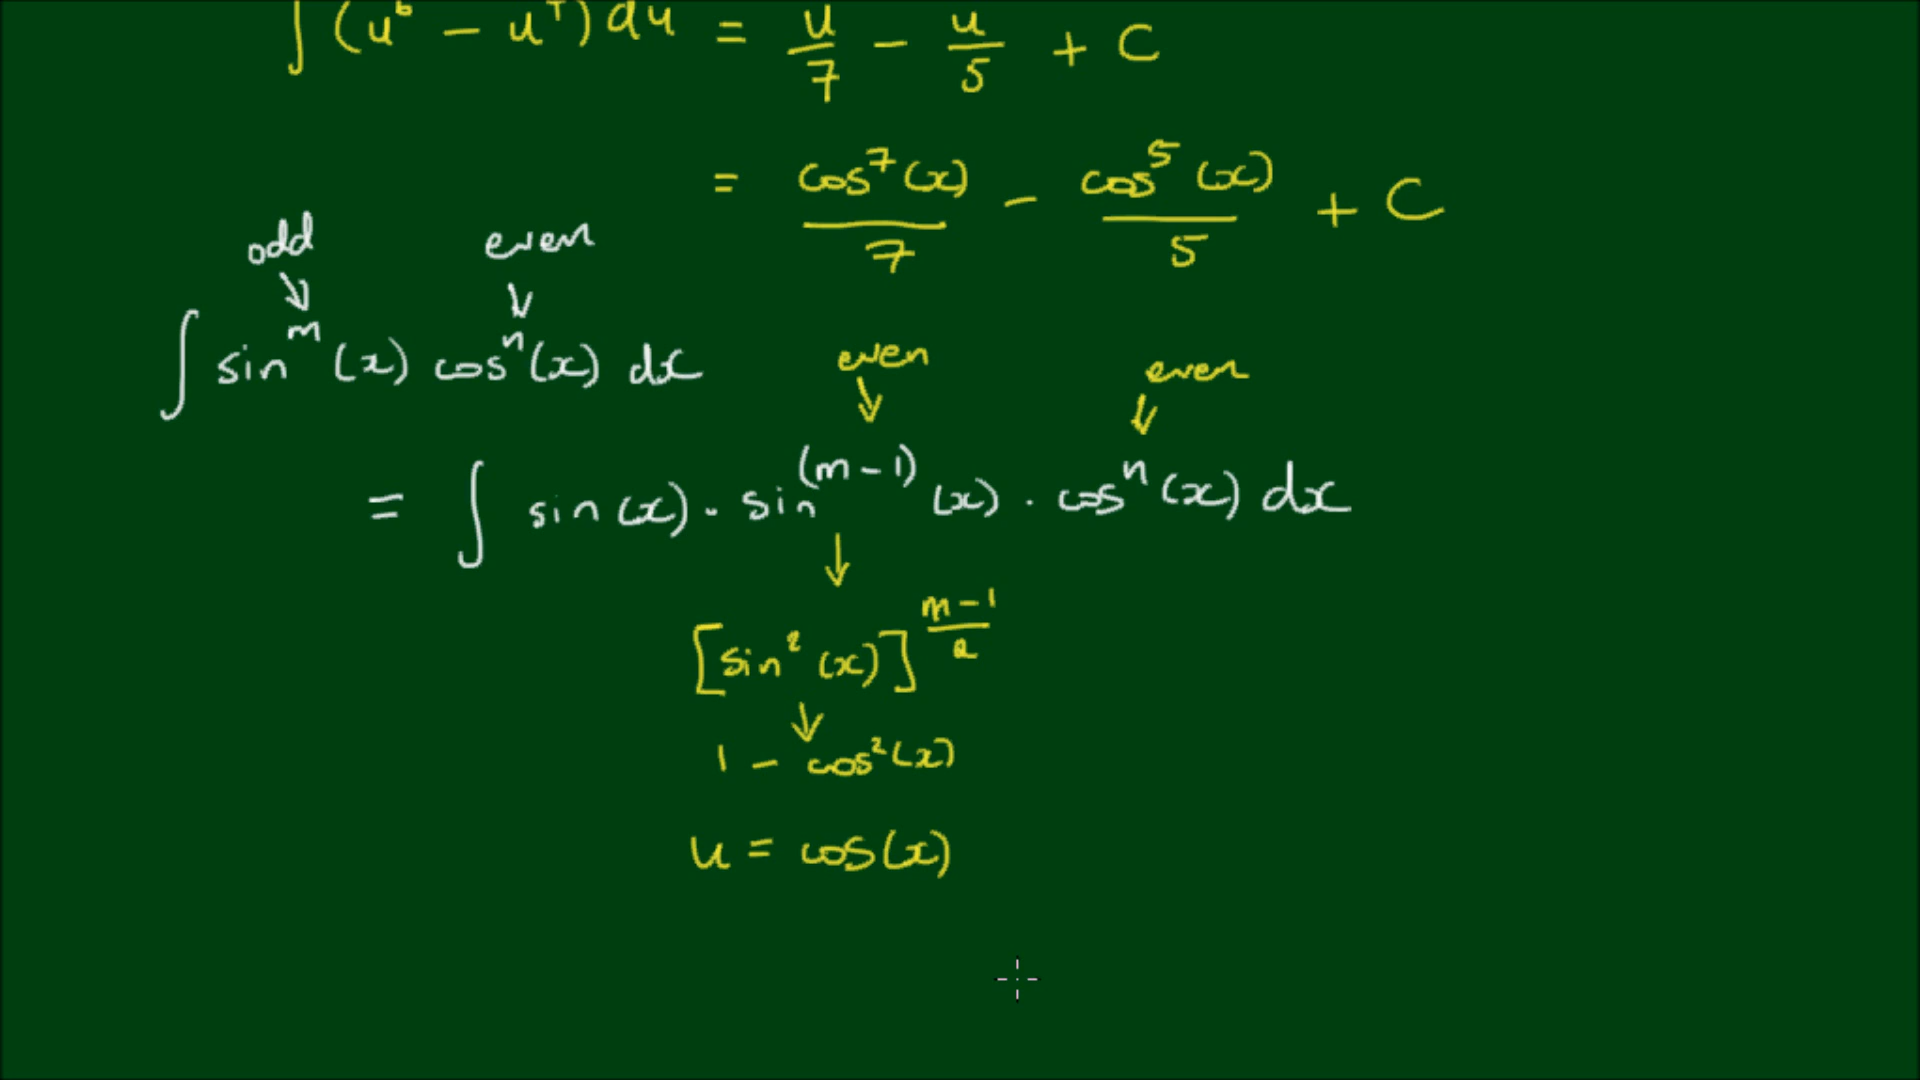 ∫ (u⁶ − u⁴) du = u/7 − u/5 + C
= cos⁷(x)/7 − cos⁵(x)/5 + C
odd even
↓ ↓
∫ sinᵐ(x) cosⁿ(x) dx
even even
↓ ↓
= ∫ sin(x) · sin⁽ᵐ⁻¹⁾(x) · cosⁿ(x) dx
↓
[sin²(x)]^((m−1)/2)
↓
1 − cos²(x)
u = cos(x)